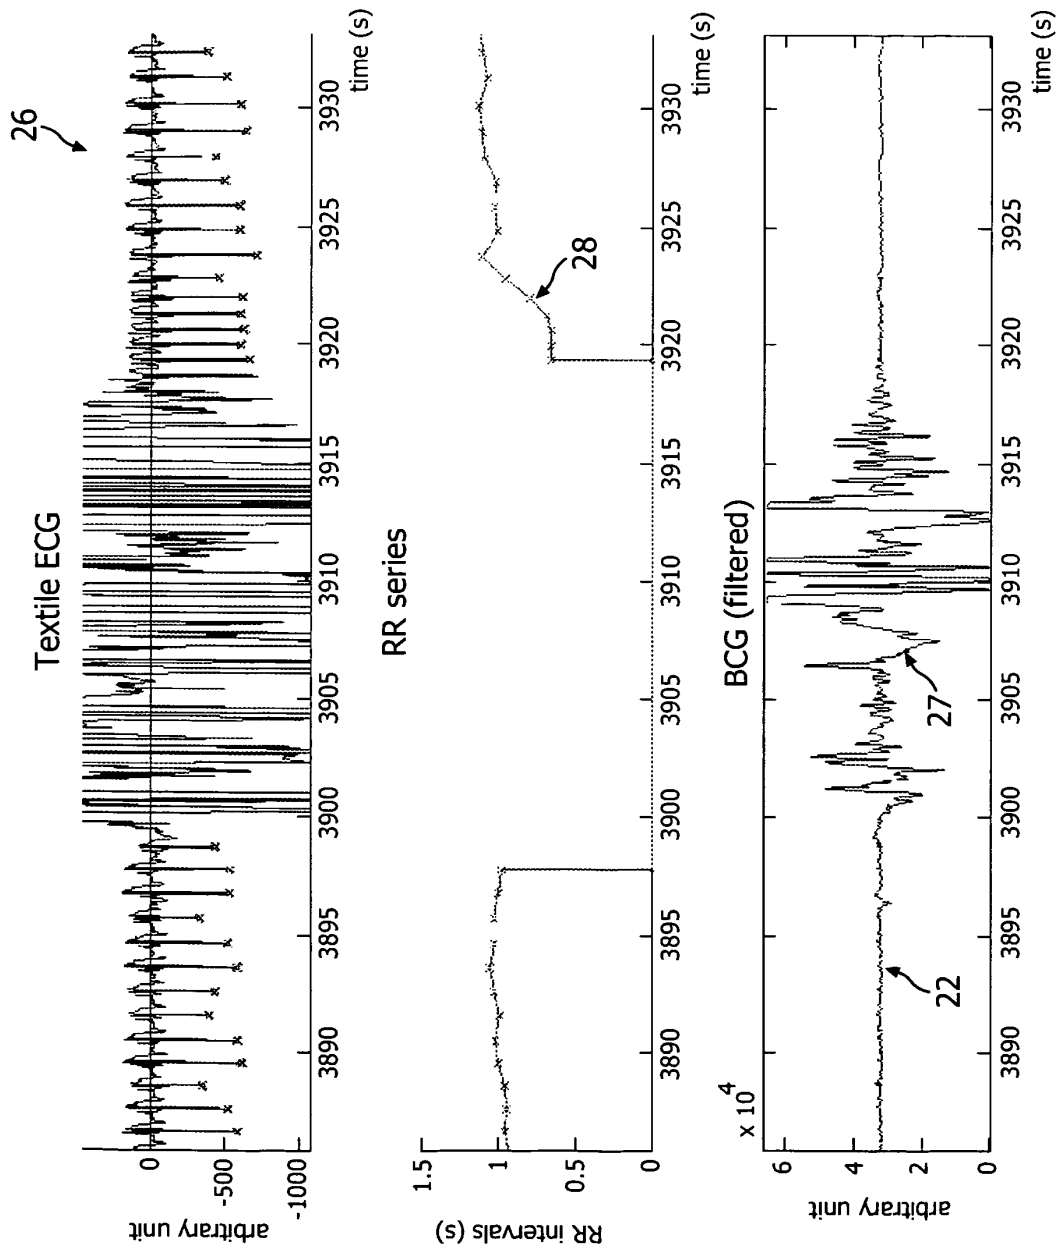 Textile ECG
26
arbitrary unit
0
-500
-1000
3890 3895 3900 3905 3910 3915 3920 3925 3930
time (s)
RR series
RR intervals (s)
1.5
1
0.5
0
28
3890 3895 3900 3905 3910 3915 3920 3925 3930
time (s)
BCG (filtered)
x 10^4
arbitrary unit
6
4
2
0
22
27
3890 3895 3900 3905 3910 3915 3920 3925 3930
time (s)